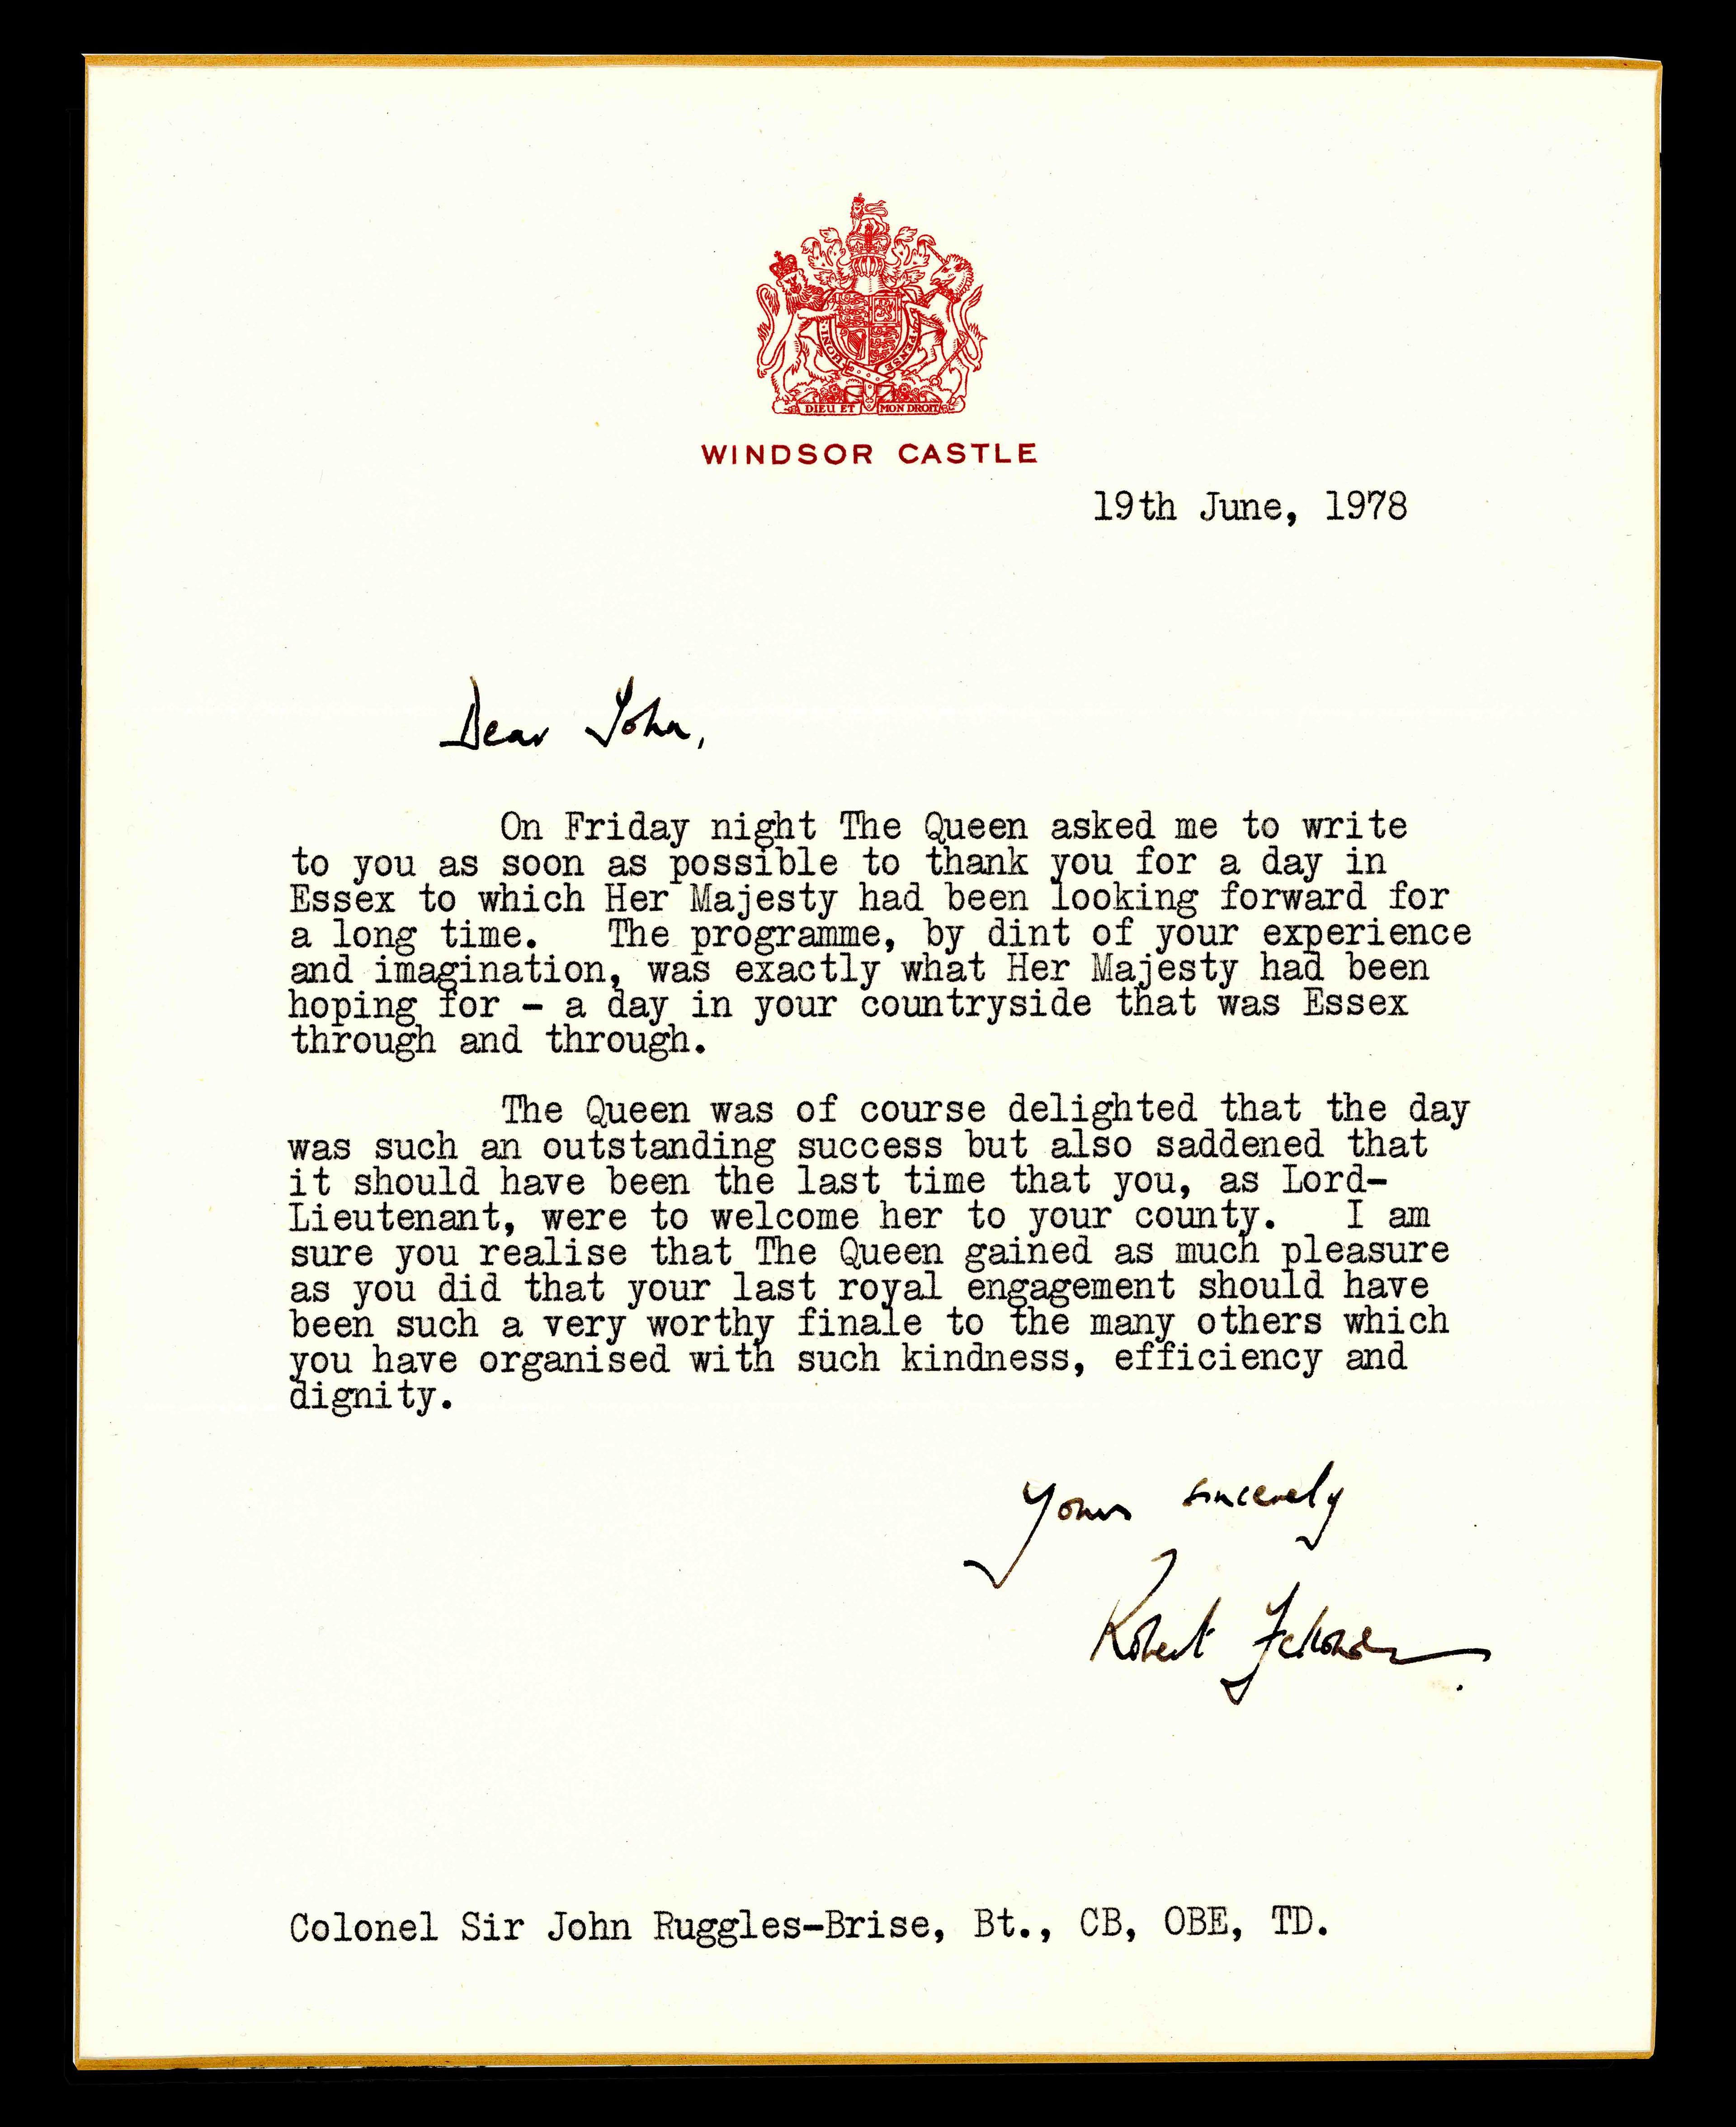 HONI
Y PENSE
DIEU ET MON DROIT
WINDSOR CASTLE
19th June, 1978
Dear John,
On Friday night The Queen asked me to write
to you as soon as possible to thank you for a day in
Essex to which Her Majesty had been looking forward for
a long time. The programme, by dint of your experience
and imagination, was exactly what Her Majesty had been
hoping for - a day in your countryside that was Essex
through and through.
The Queen was of course delighted that the day
was such an outstanding success but also saddened that
it should have been the last time that you, as Lord-
Lieutenant, were to welcome her to your county. I am
sure you realise that The Queen gained as much pleasure
as you did that your last royal engagement should have
been such a very worthy finale to the many others which
you have organised with such kindness, efficiency and
dignity.
Yours sincerely
Robert Fellowes
Colonel Sir John Ruggles-Brise, Bt., CB, OBE, TD.